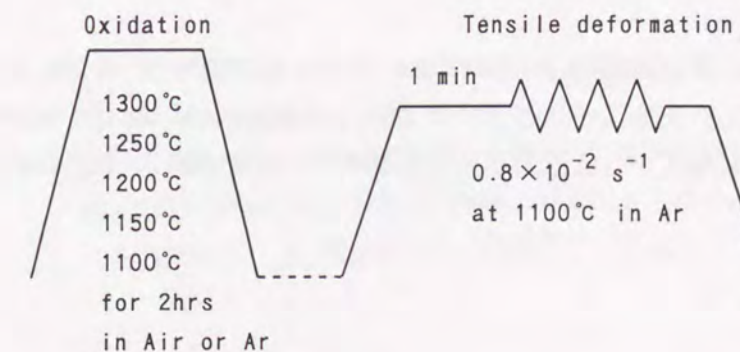 Oxidation
1300℃
1250℃
1200℃
1150℃
1100℃
for 2hrs
in Air or Ar
Tensile deformation
1 min
0.8×10⁻² s⁻¹
at 1100℃ in Ar